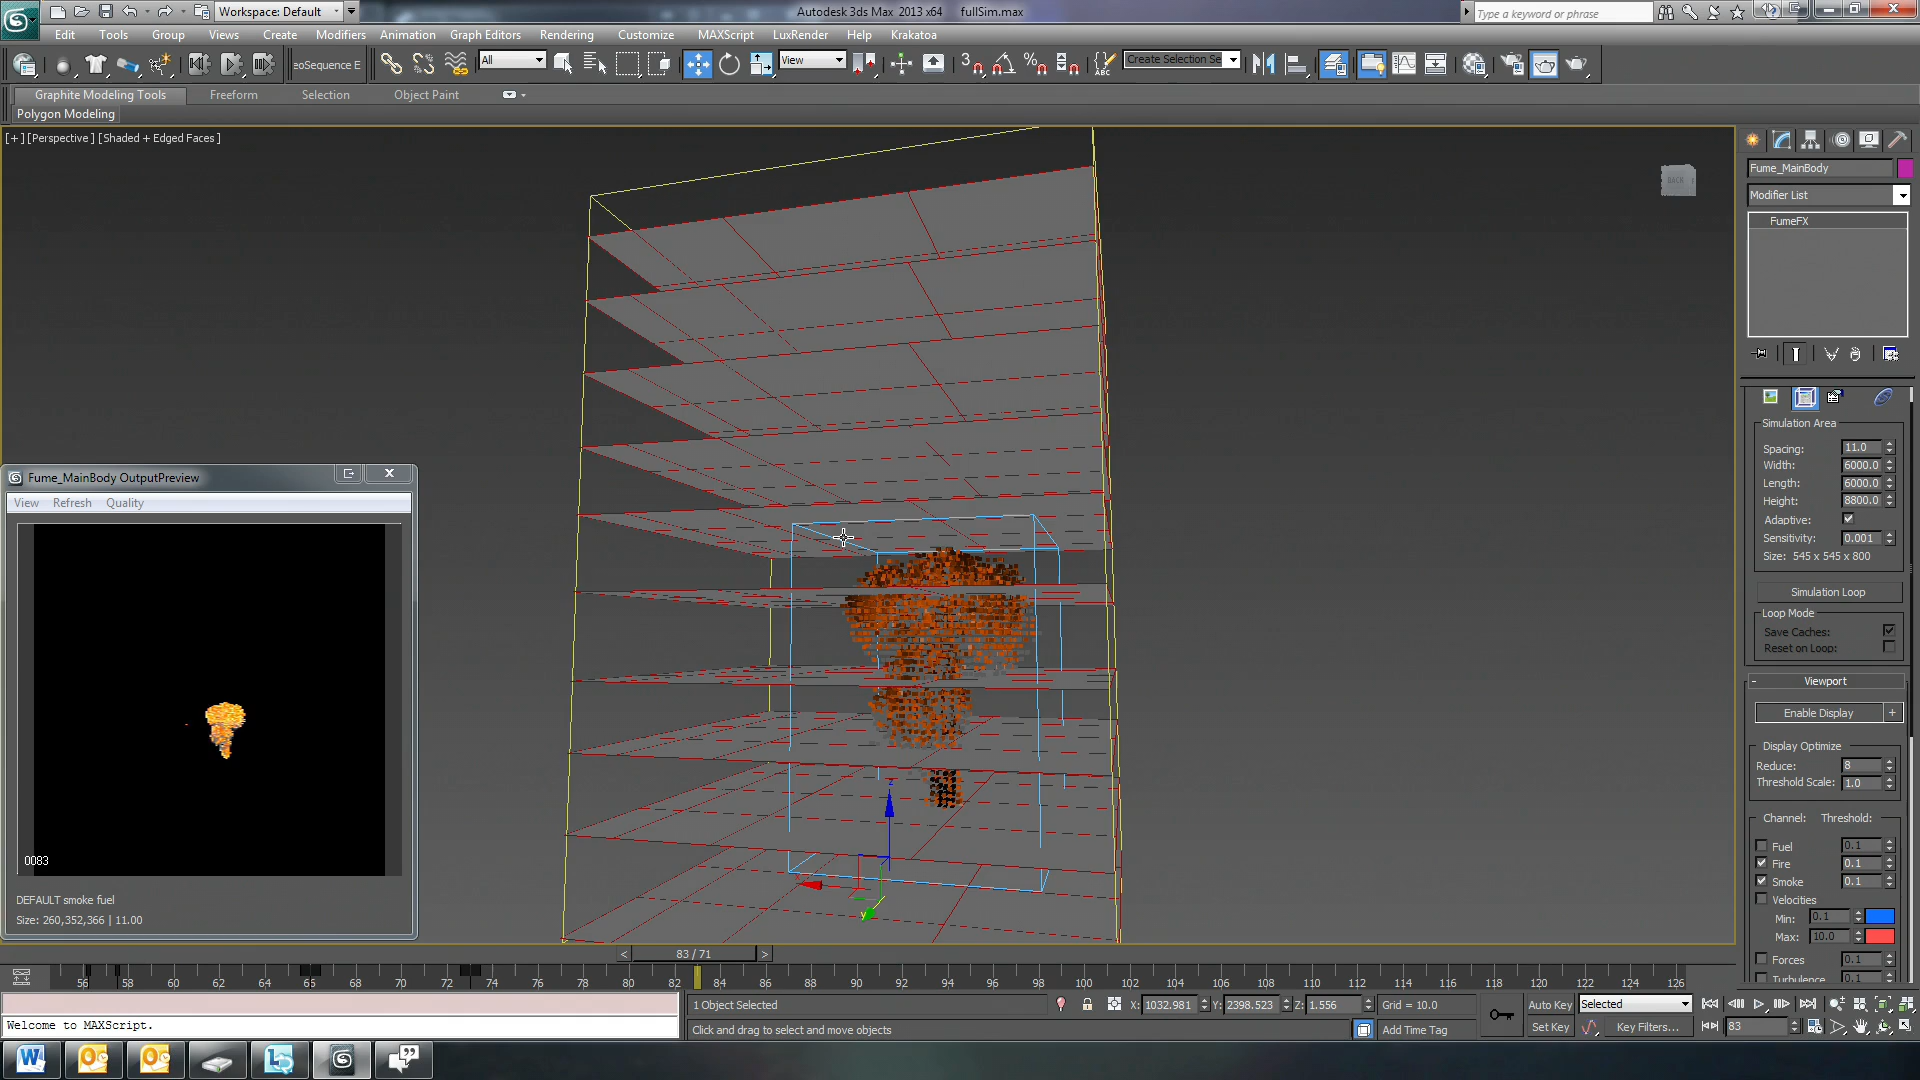 Workspace: Default
Autodesk 3ds Max  2013 x64    fullSim.max
Type a keyword or phrase
Edit Tools Group Views Create Modifiers Animation Graph Editors Rendering Customize MAXScript LuxRender Help Krakatoa
eoSequence E
All
View
3
%
ABC
Create Selection Se
Graphite Modeling Tools Freeform Selection Object Paint
Polygon Modeling
[+] [Perspective] [Shaded + Edged Faces]
BACK
Fume_MainBody
Modifier List
FumeFX
Simulation Area
Spacing: 11.0
Width: 6000.0
Length: 6000.0
Height: 8800.0
Adaptive:
Sensitivity: 0.001
Size: 545 x 545 x 800
Simulation Loop
Loop Mode
Save Caches:
Reset on Loop:
- Viewport
Enable Display +
Display Optimize
Reduce: 8
Threshold Scale: 1.0
Channel: Threshold:
Fuel 0.1
Fire 0.1
Smoke 0.1
Velocities
Min: 0.1
Max: 10.0
Forces 0.1
Turbulence 0.1
Fume_MainBody OutputPreview
View Refresh Quality
0083
DEFAULT smoke fuel
Size: 260,352,366 | 11.00
z
y
< 83 / 71 >
56 58 60 62 64 66 68 70 72 74 76 78 80 82 84 86 88 90 92 94 96 98 100 102 104 106 108 110 112 114 116 118 120 122 124 126
1 Object Selected
X: 1032.981 Y: 2398.523 Z: 1.556 Grid = 10.0
Auto Key Selected
Welcome to MAXScript.
Click and drag to select and move objects
Add Time Tag
Set Key Key Filters...
83